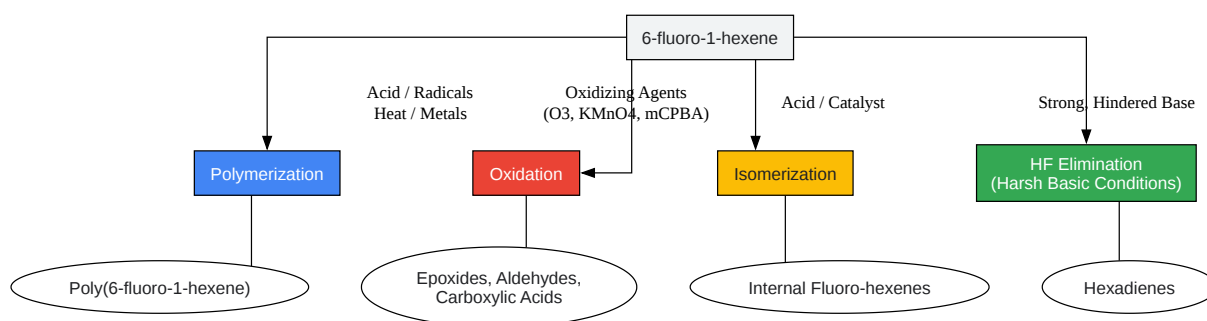 6-fluoro-1-hexene
Acid / Radicals
Heat / Metals
Oxidizing Agents
(O3, KMnO4, mCPBA)
Acid / Catalyst
Strong, Hindered Base
Polymerization
Oxidation
Isomerization
HF Elimination
(Harsh Basic Conditions)
Poly(6-fluoro-1-hexene)
Epoxides, Aldehydes,
Carboxylic Acids
Internal Fluoro-hexenes
Hexadienes